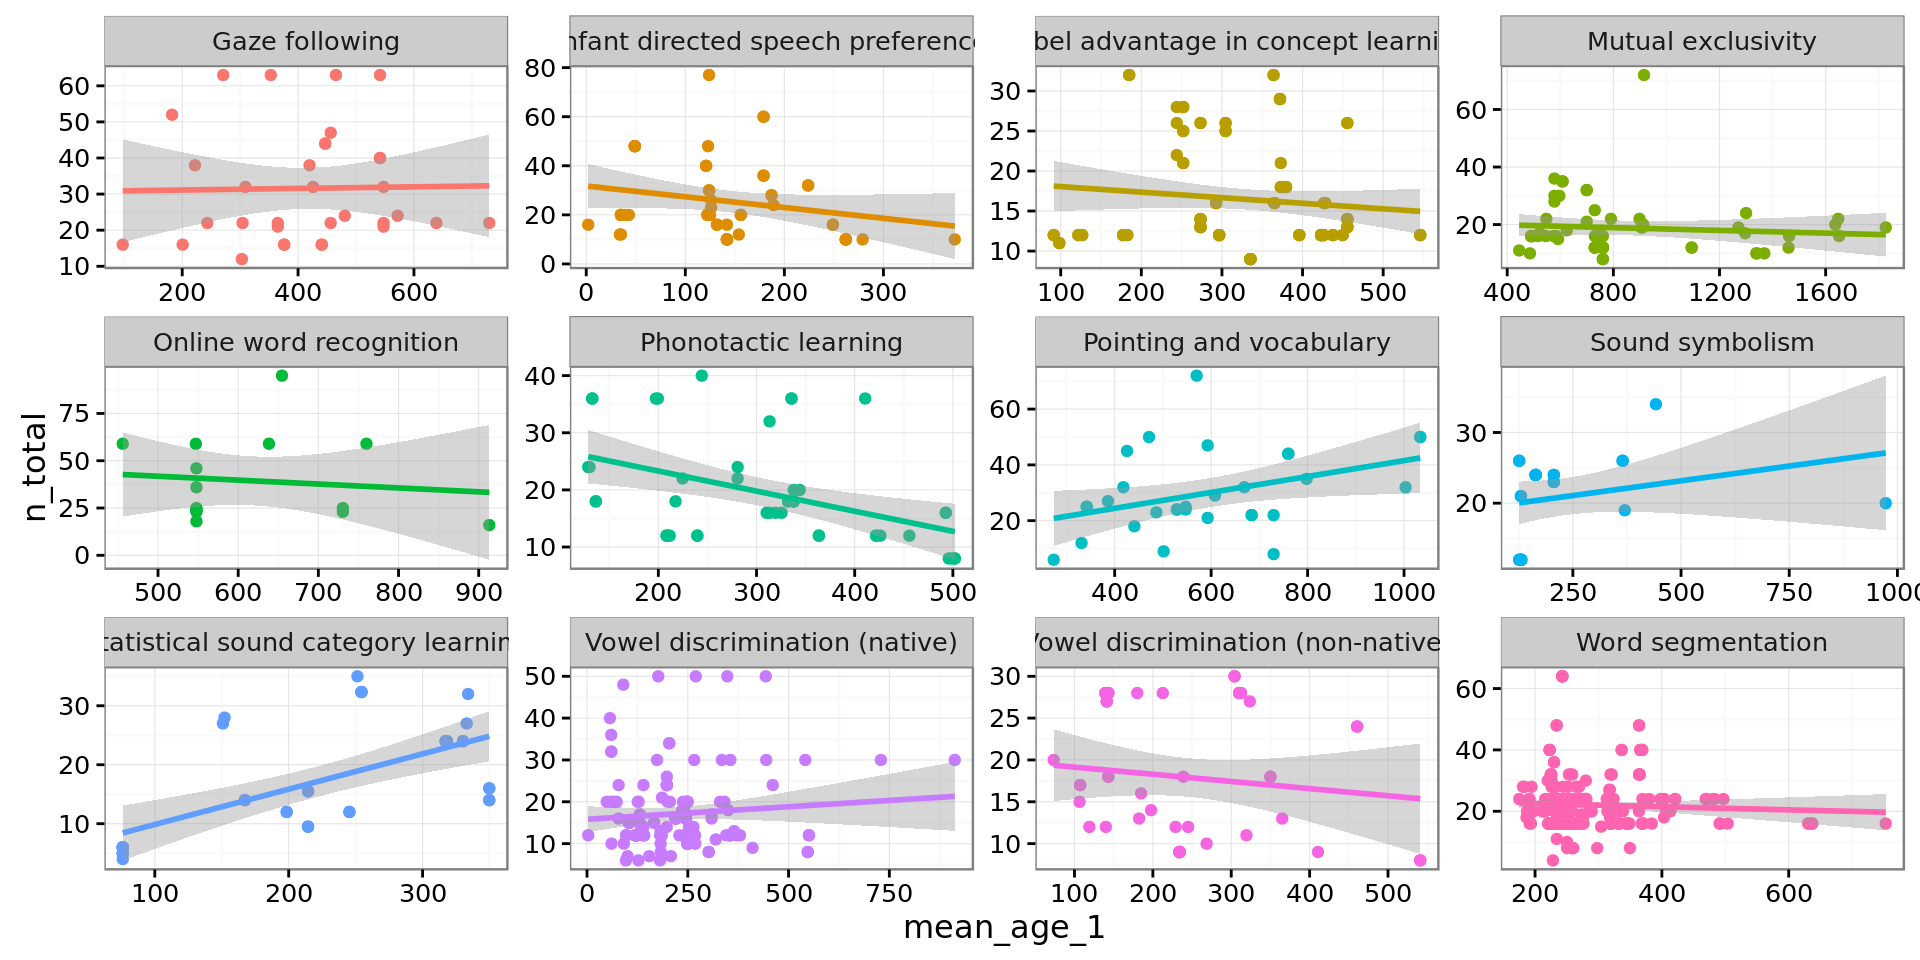 Gaze following
nfant directed speech preferenc
bel advantage in concept learni
Mutual exclusivity
60
50
40
30
20
10
200 400 600
80
60
40
20
0
0 100 200 300
30
25
20
15
10
100 200 300 400 500
60
40
20
400 800 1200 1600
Online word recognition
Phonotactic learning
Pointing and vocabulary
Sound symbolism
75
50
25
0
500 600 700 800 900
40
30
20
10
200 300 400 500
60
40
20
400 600 800 1000
30
20
250 500 750 1000
tatistical sound category learnin
Vowel discrimination (native)
Vowel discrimination (non-native
Word segmentation
30
20
10
100 200 300
50
40
30
20
10
0 250 500 750
30
25
20
15
10
100 200 300 400 500
60
40
20
200 400 600
n_total
mean_age_1